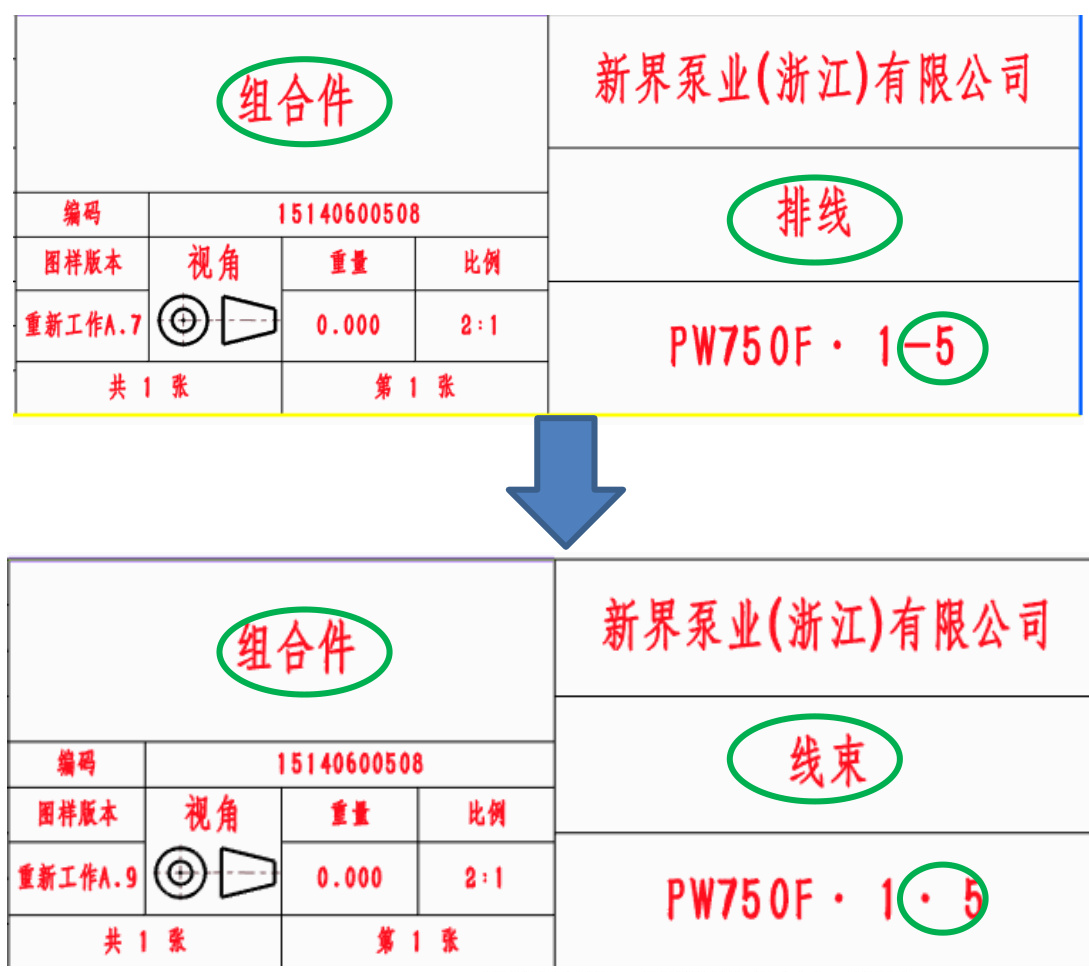 组合件
新界泵业(浙江)有限公司
排线
编码 15140600508
图样版本 视角 重量 比例
重新工作A.7 0.000 2:1
PW750F· 1-5
共 1 张 第 1 张
组合件
新界泵业(浙江)有限公司
线束
编码 15140600508
图样版本 视角 重量 比例
重新工作A.9 0.000 2:1
PW750F· 1· 5
共 1 张 第 1 张